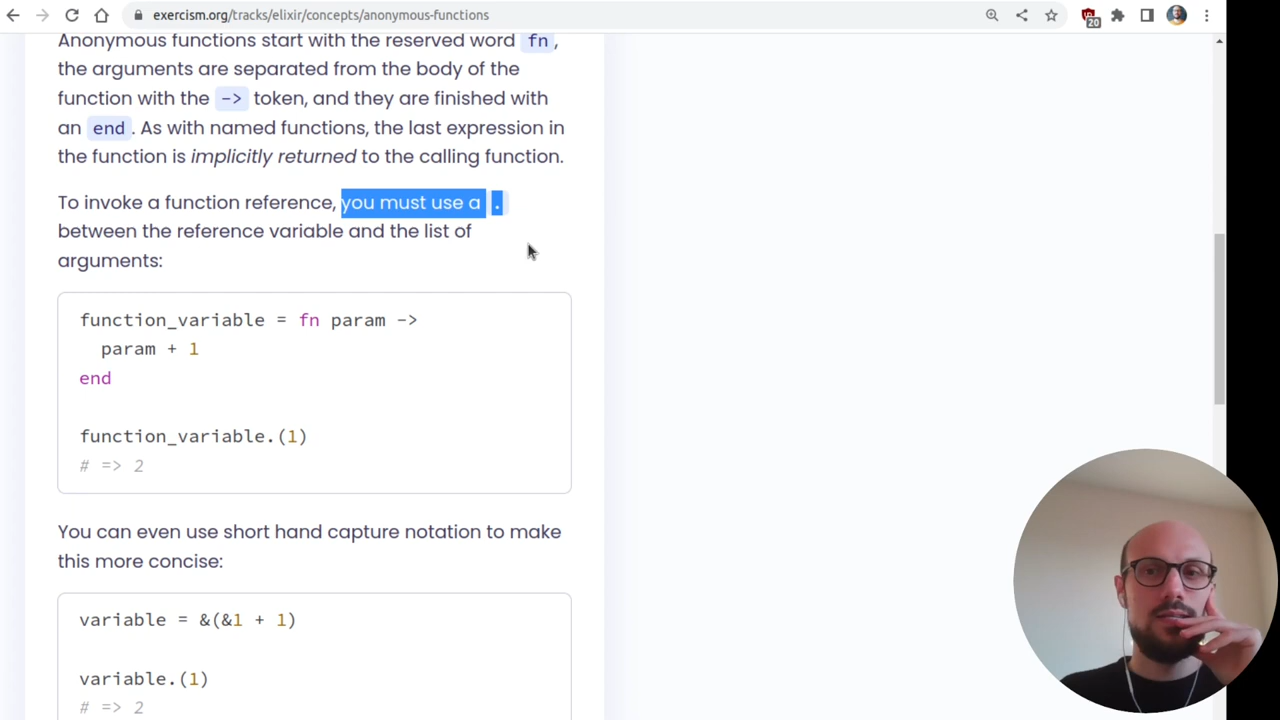 exercism.org/tracks/elixir/concepts/anonymous-functions
20
Anonymous functions start with the reserved word fn,
the arguments are separated from the body of the
function with the -> token, and they are finished with
an end. As with named functions, the last expression in
the function is implicitly returned to the calling function.
To invoke a function reference, you must use a .
between the reference variable and the list of
arguments:
function_variable = fn param ->
param + 1
end
function_variable.(1)
# => 2
You can even use short hand capture notation to make
this more concise:
variable = &(&1 + 1)
variable.(1)
# => 2